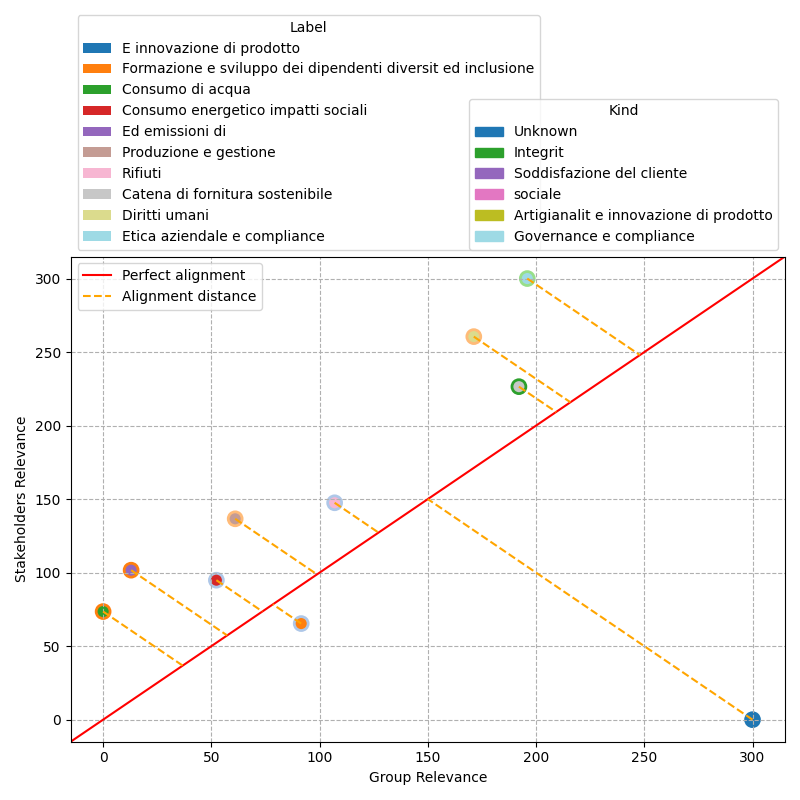 Label
E innovazione di prodotto
Formazione e sviluppo dei dipendenti diversit ed inclusione
Consumo di acqua
Consumo energetico impatti sociali
Ed emissioni di
Produzione e gestione
Rifiuti
Catena di fornitura sostenibile
Diritti umani
Etica aziendale e compliance
Kind
Unknown
Integrit
Soddisfazione del cliente
sociale
Artigianalit e innovazione di prodotto
Governance e compliance
Perfect alignment
Alignment distance
300
250
200
150
100
50
0
Stakeholders Relevance
0 50 100 150 200 250 300
Group Relevance